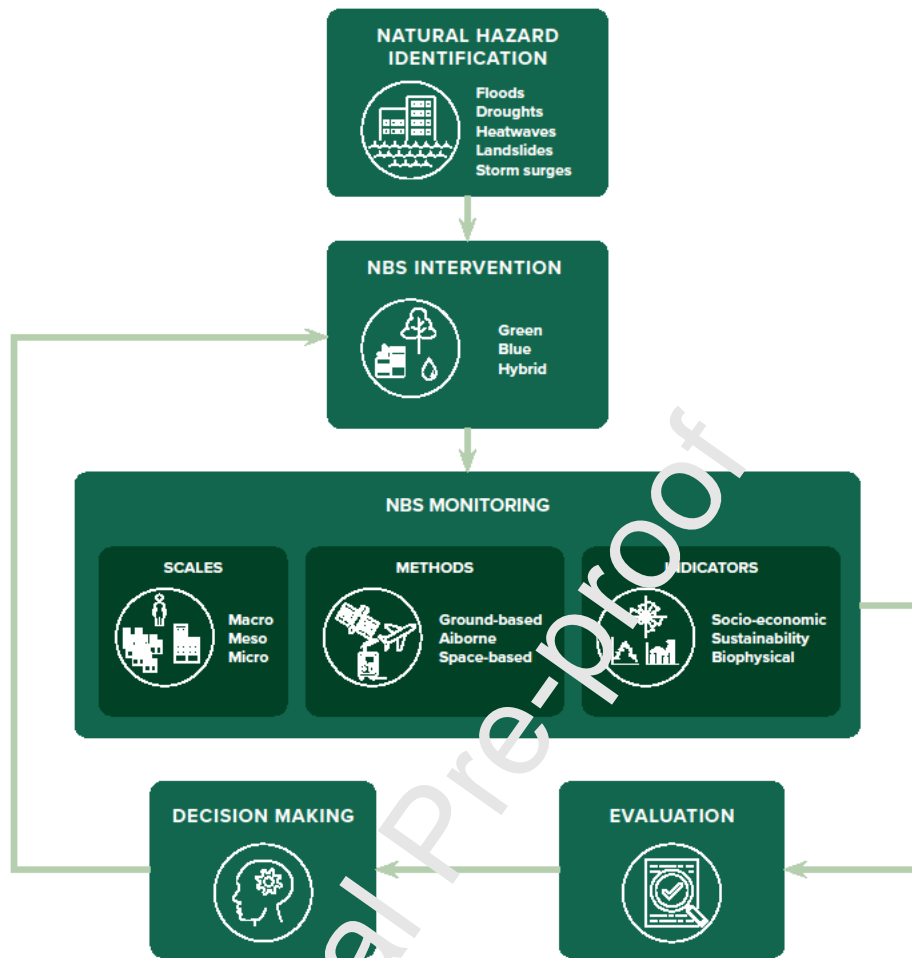 NATURAL HAZARD
IDENTIFICATION
Floods
Droughts
Heatwaves
Landslides
Storm surges
NBS INTERVENTION
Green
Blue
Hybrid
NBS MONITORING
SCALES
Macro
Meso
Micro
METHODS
Ground-based
Aiborne
Space-based
INDICATORS
Socio-economic
Sustainability
Biophysical
DECISION MAKING
EVALUATION
al Pre-proof